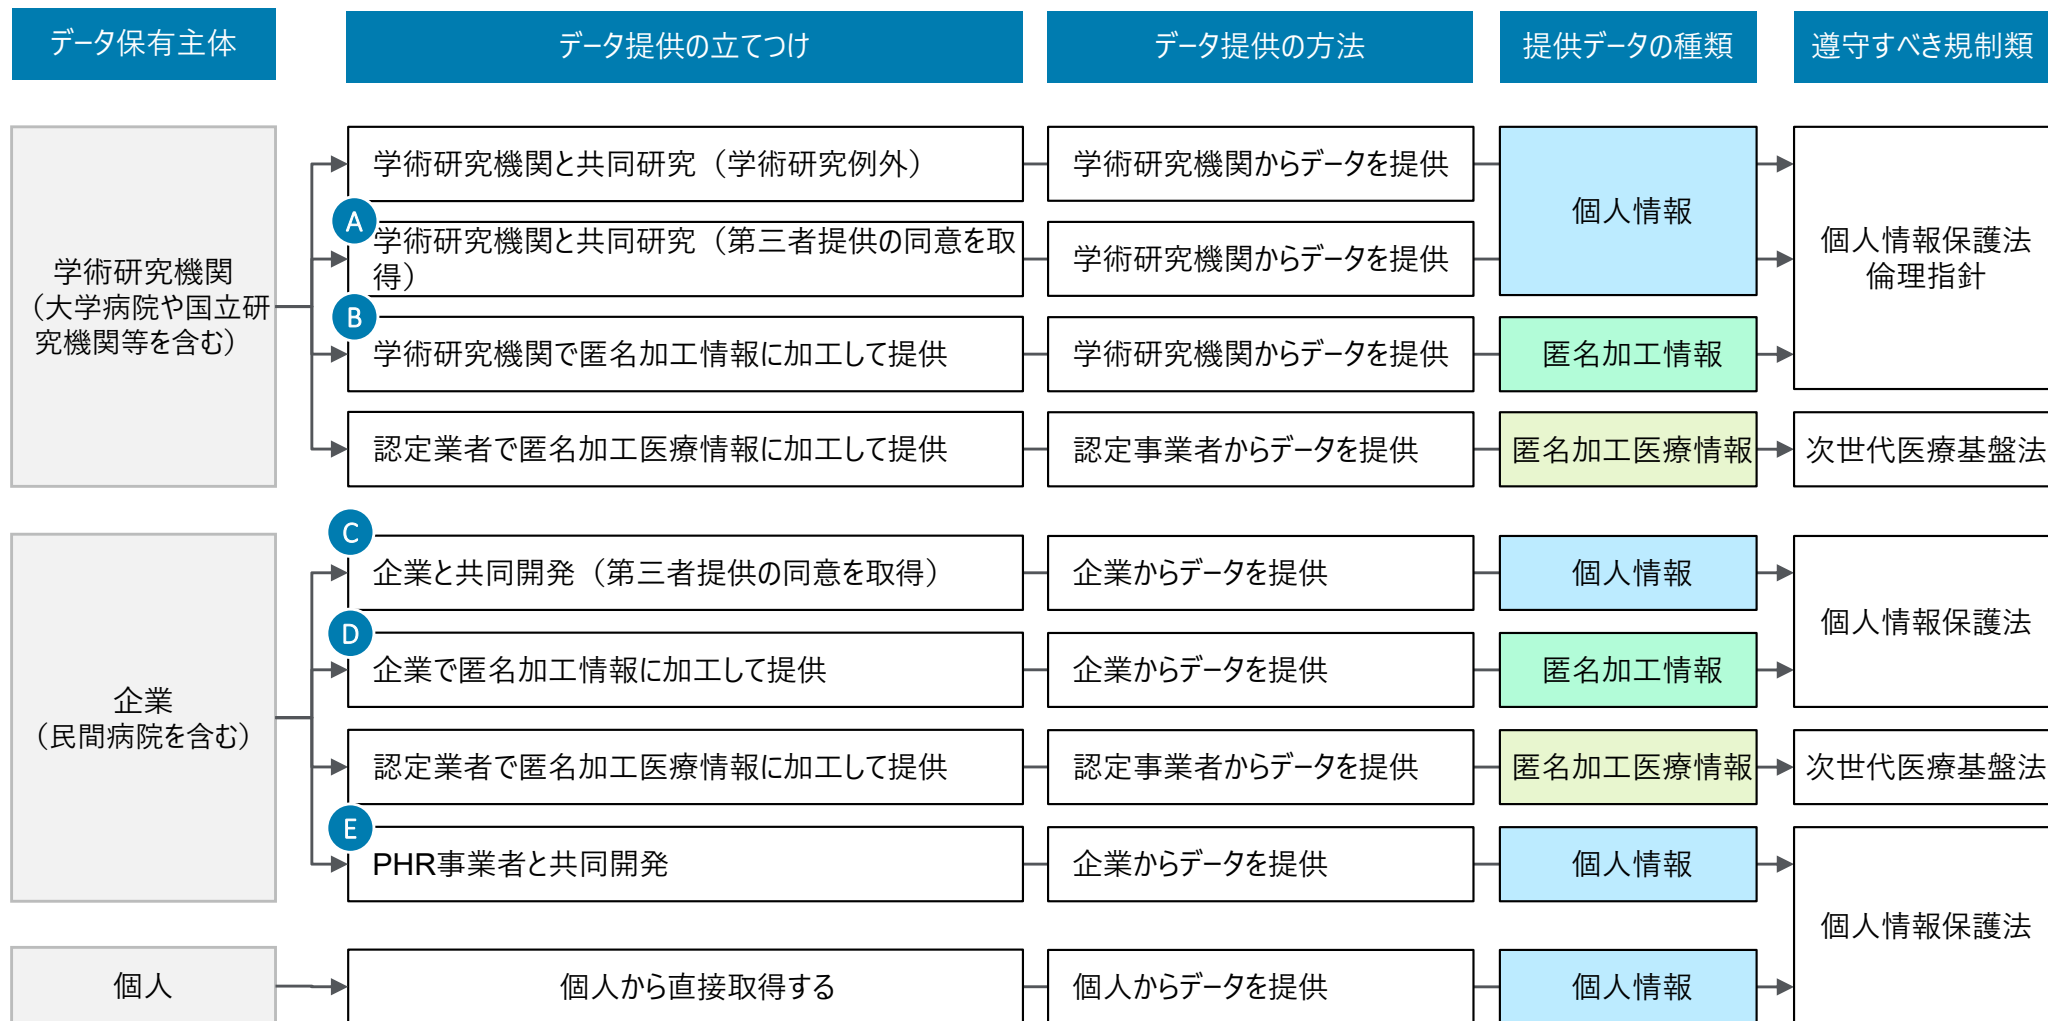 データ保有主体
データ提供の立てつけ
データ提供の方法
提供データの種類
遵守すべき規制類
学術研究機関
（大学病院や国立研
究機関等を含む）
学術研究機関と共同研究（学術研究例外）
学術研究機関からデータを提供
個人情報
個人情報保護法
倫理指針
A
学術研究機関と共同研究（第三者提供の同意を取
得）
学術研究機関からデータを提供
B
学術研究機関で匿名加工情報に加工して提供
学術研究機関からデータを提供
匿名加工情報
認定業者で匿名加工医療情報に加工して提供
認定事業者からデータを提供
匿名加工医療情報
次世代医療基盤法
企業
（民間病院を含む）
C
企業と共同開発（第三者提供の同意を取得）
企業からデータを提供
個人情報
個人情報保護法
D
企業で匿名加工情報に加工して提供
企業からデータを提供
匿名加工情報
認定業者で匿名加工医療情報に加工して提供
認定事業者からデータを提供
匿名加工医療情報
次世代医療基盤法
E
PHR事業者と共同開発
企業からデータを提供
個人情報
個人情報保護法
個人
個人から直接取得する
個人からデータを提供
個人情報